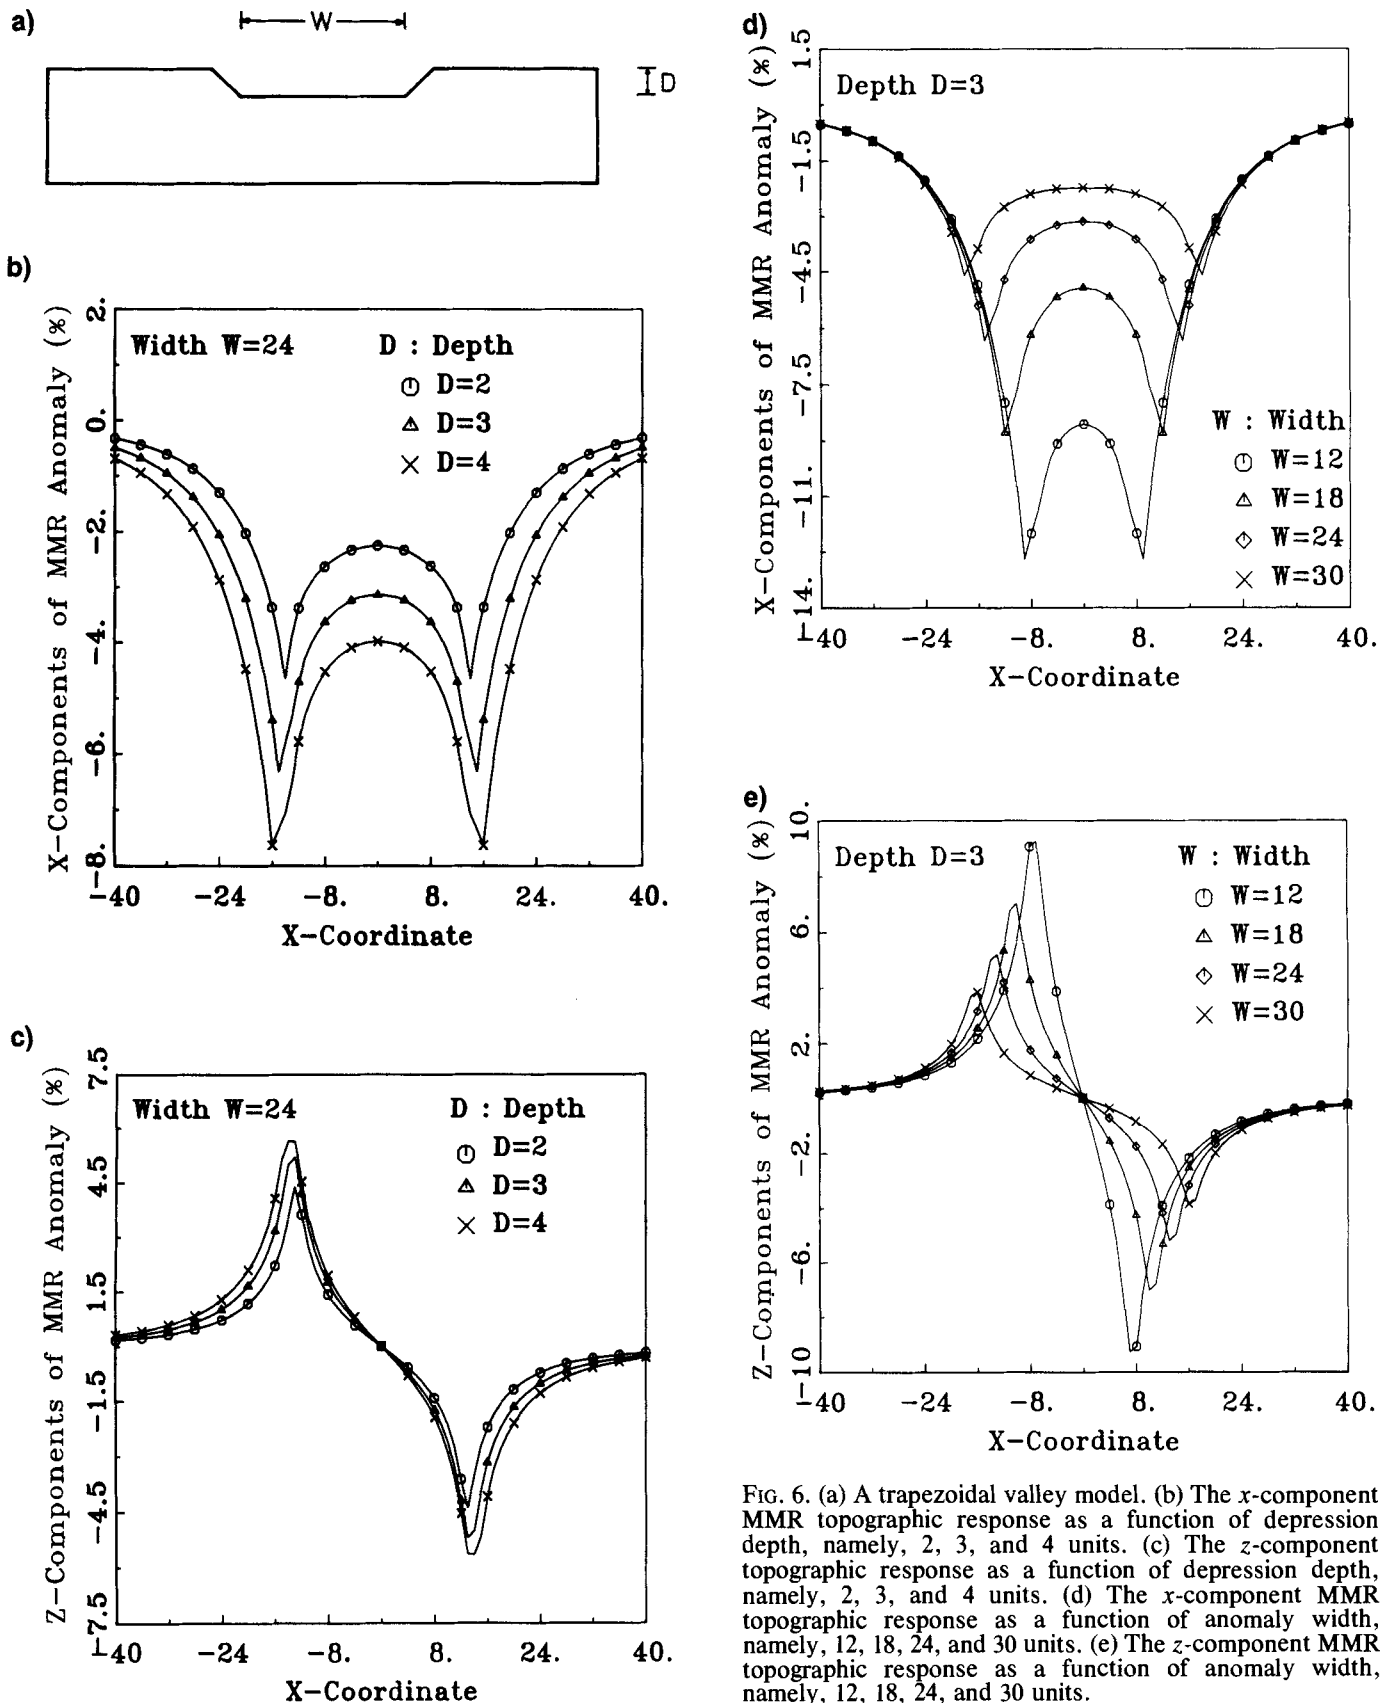 a)
W
D
b)
X-Components of MMR Anomaly (%)
2.
0.
-2.
-4.
-6.
-8.
Width W=24
D : Depth
D=2
D=3
D=4
-40 -24 -8. 8. 24. 40.
X-Coordinate
c)
Z-Components of MMR Anomaly (%)
7.5
4.5
1.5
-1.5
-4.5
-7.5
Width W=24
D : Depth
D=2
D=3
D=4
-40 -24 -8. 8. 24. 40.
X-Coordinate
d)
X-Components of MMR Anomaly (%)
1.5
-1.5
-4.5
-7.5
-11.
-14.
Depth D=3
W : Width
W=12
W=18
W=24
W=30
-40 -24 -8. 8. 24. 40.
X-Coordinate
e)
Z-Components of MMR Anomaly (%)
10.
6.
2.
-2.
-6.
-10
Depth D=3
W : Width
W=12
W=18
W=24
W=30
-40 -24 -8. 8. 24. 40.
X-Coordinate
FIG. 6. (a) A trapezoidal valley model. (b) The x-component
MMR topographic response as a function of depression
depth, namely, 2, 3, and 4 units. (c) The z-component
topographic response as a function of depression depth,
namely, 2, 3, and 4 units. (d) The x-component MMR
topographic response as a function of anomaly width,
namely, 12, 18, 24, and 30 units. (e) The z-component MMR
topographic response as a function of anomaly width,
namely, 12, 18, 24, and 30 units.